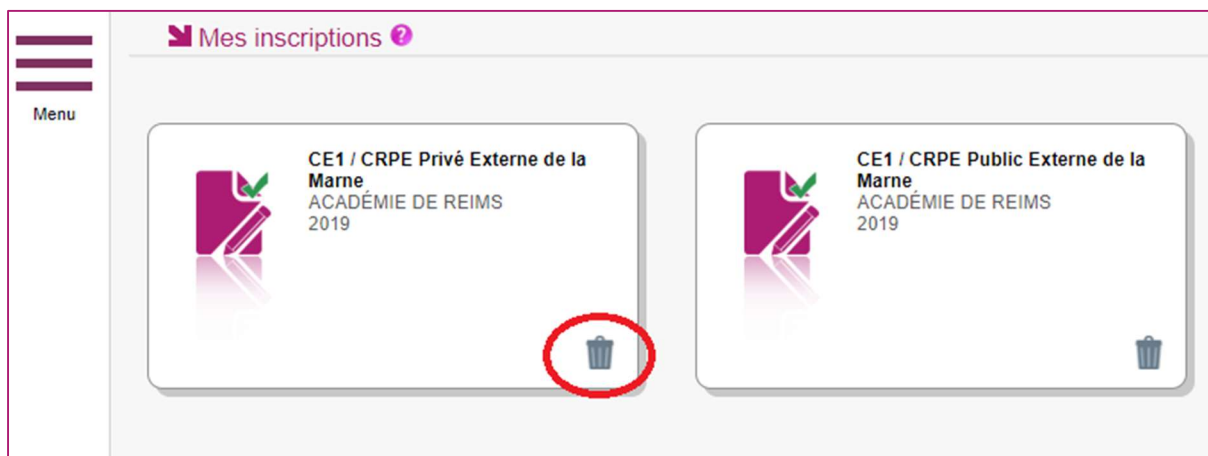 Mes inscriptions ?
Menu
CE1 / CRPE Privé Externe de la
Marne
ACADÉMIE DE REIMS
2019
CE1 / CRPE Public Externe de la
Marne
ACADÉMIE DE REIMS
2019